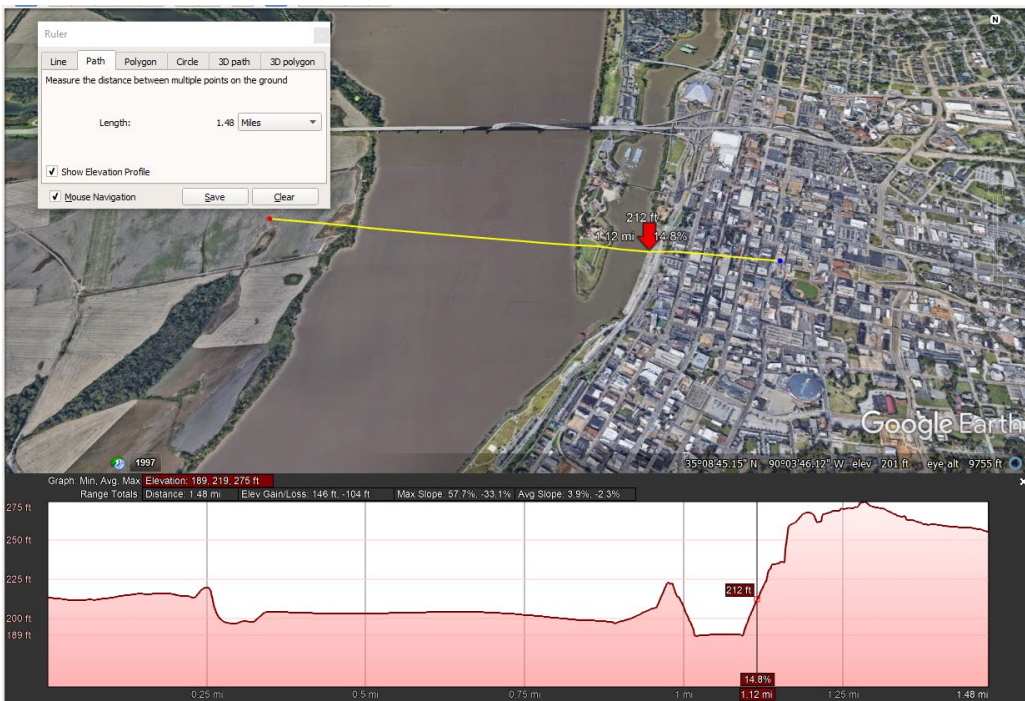 Ruler
Line Path Polygon Circle 3D path 3D polygon
Measure the distance between multiple points on the ground
Length: 1.48 Miles
Show Elevation Profile
Mouse Navigation Save Clear
N
212 ft
1.12 mi 14.8%
Google Earth
1997
35°08'45.15" N 90°03'46.12" W elev 201 ft eye alt 9755 ft
Graph: Min, Avg, Max Elevation: 189, 219, 275 ft
Range Totals: Distance: 1.48 mi Elev Gain/Loss: 146 ft, -104 ft Max Slope: 57.7%, -33.1% Avg Slope: 3.9%, -2.3%
275 ft
250 ft
225 ft
212 ft
200 ft
189 ft
14.8%
0.25 mi 0.5 mi 0.75 mi 1 mi 1.12 mi 1.25 mi 1.48 mi